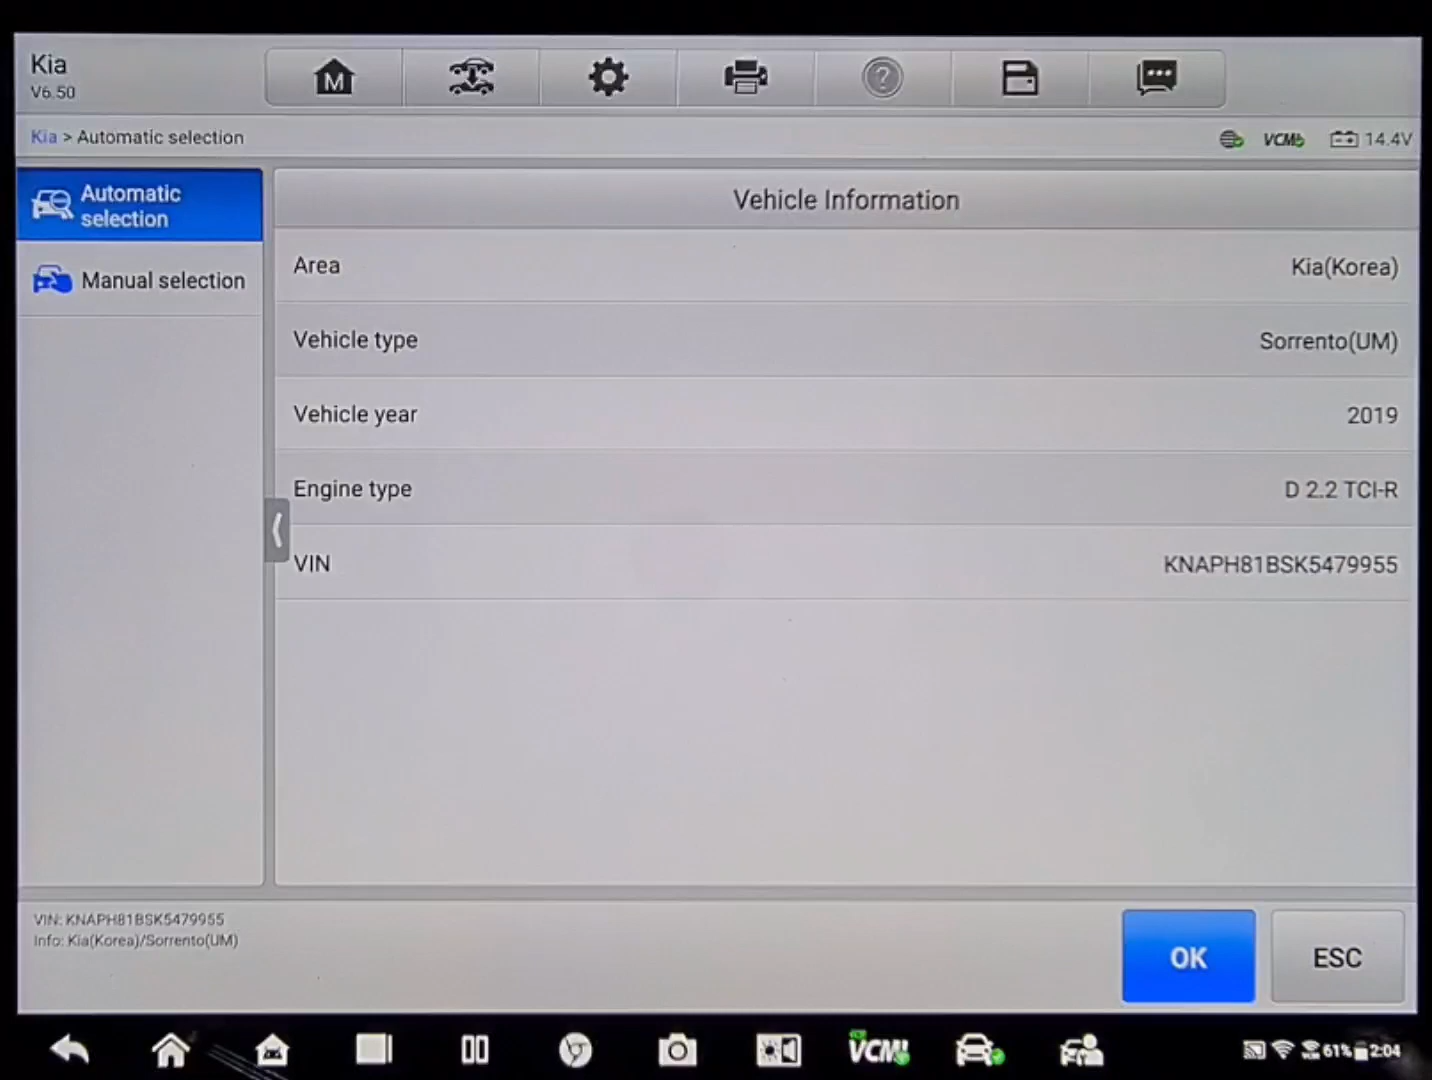 Kia
V6.50
M
?
Kia > Automatic selection
VCMI
14.4V
Automatic
selection
Manual selection
Vehicle Information
Area
Kia(Korea)
Vehicle type
Sorrento(UM)
Vehicle year
2019
Engine type
D 2.2 TCI-R
VIN
KNAPH81BSK5479955
VIN: KNAPH81BSK5479955
Info: Kia(Korea)/Sorrento(UM)
OK
ESC
VCMI
61%
2:04